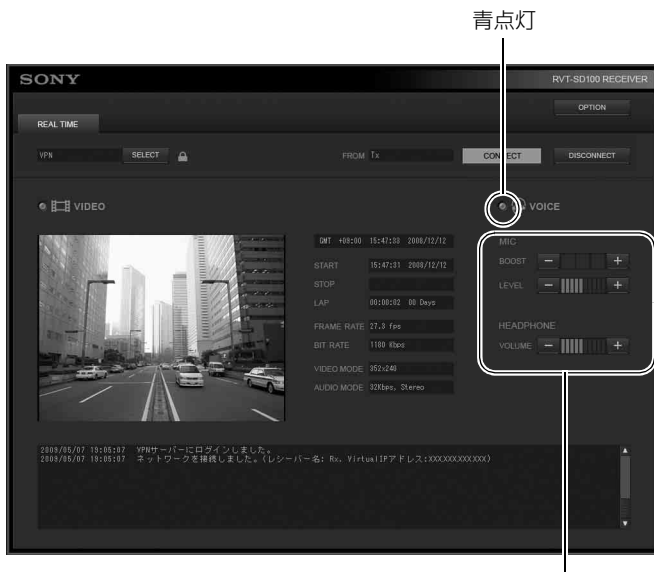 青点灯
SONY
RVT-SD100 RECEIVER
OPTION
REAL TIME
VPN
SELECT
FROM Tx
CONNECT
DISCONNECT
VIDEO
VOICE
GMT +09:00 15:47:33 2008/12/12
START 15:47:31 2008/12/12
STOP
LAP 00:00:02 00 Days
FRAME RATE 27.3 fps
BIT RATE 1180 Kbps
VIDEO MODE 352x240
AUDIO MODE 32Kbps, Stereo
MIC
BOOST − +
LEVEL − +
HEADPHONE
VOLUME − +
2009/05/07 19:05:07 VPNサーバーにログインしました。
2009/05/07 19:05:07 ネットワークを接続しました。(レシーバー名: Rx、VirtualIPアドレス:XXXXXXXXXXXX)